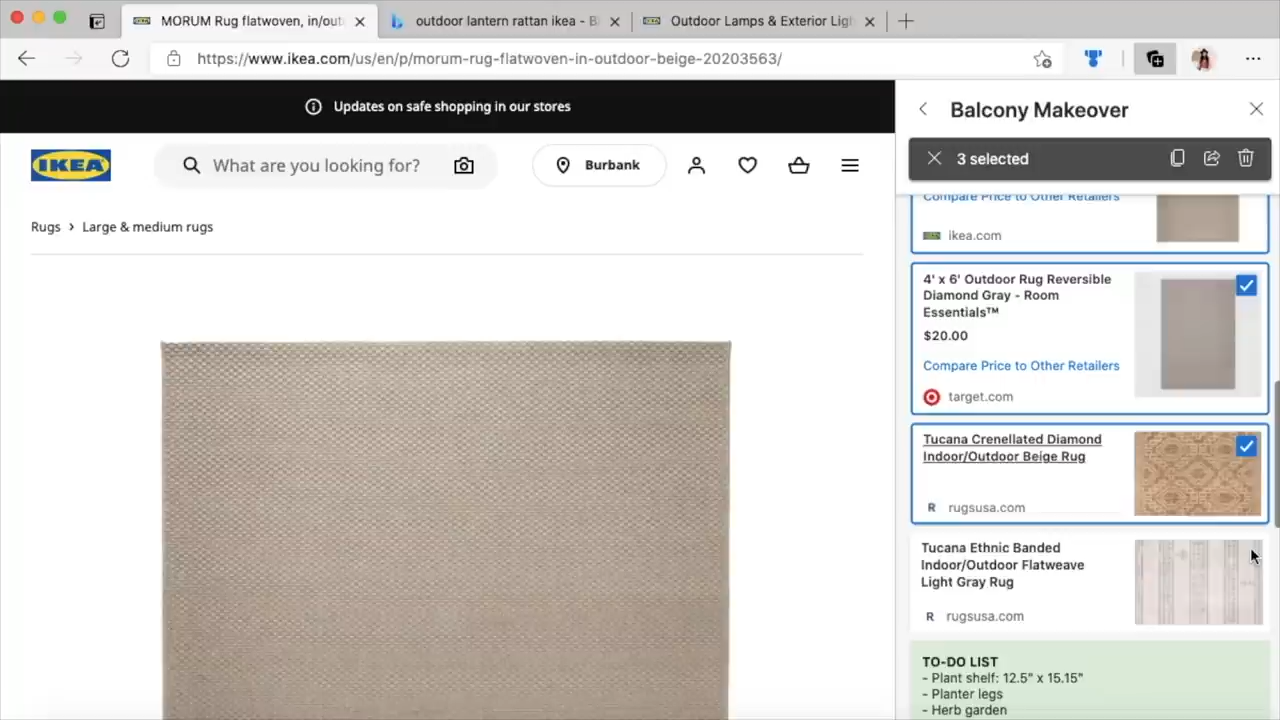 MORUM Rug flatwoven, in/out
outdoor lantern rattan ikea - B
Outdoor Lamps & Exterior Ligh
https://www.ikea.com/us/en/p/morum-rug-flatwoven-in-outdoor-beige-20203563/
Updates on safe shopping in our stores
IKEA
What are you looking for?
Burbank
Rugs > Large & medium rugs
Balcony Makeover
3 selected
Compare Price to Other Retailers
ikea.com
4' x 6' Outdoor Rug Reversible
Diamond Gray - Room
Essentials™
$20.00
Compare Price to Other Retailers
target.com
Tucana Crenellated Diamond
Indoor/Outdoor Beige Rug
R rugsusa.com
Tucana Ethnic Banded
Indoor/Outdoor Flatweave
Light Gray Rug
R rugsusa.com
TO-DO LIST
- Plant shelf: 12.5" x 15.15"
- Planter legs
- Herb garden